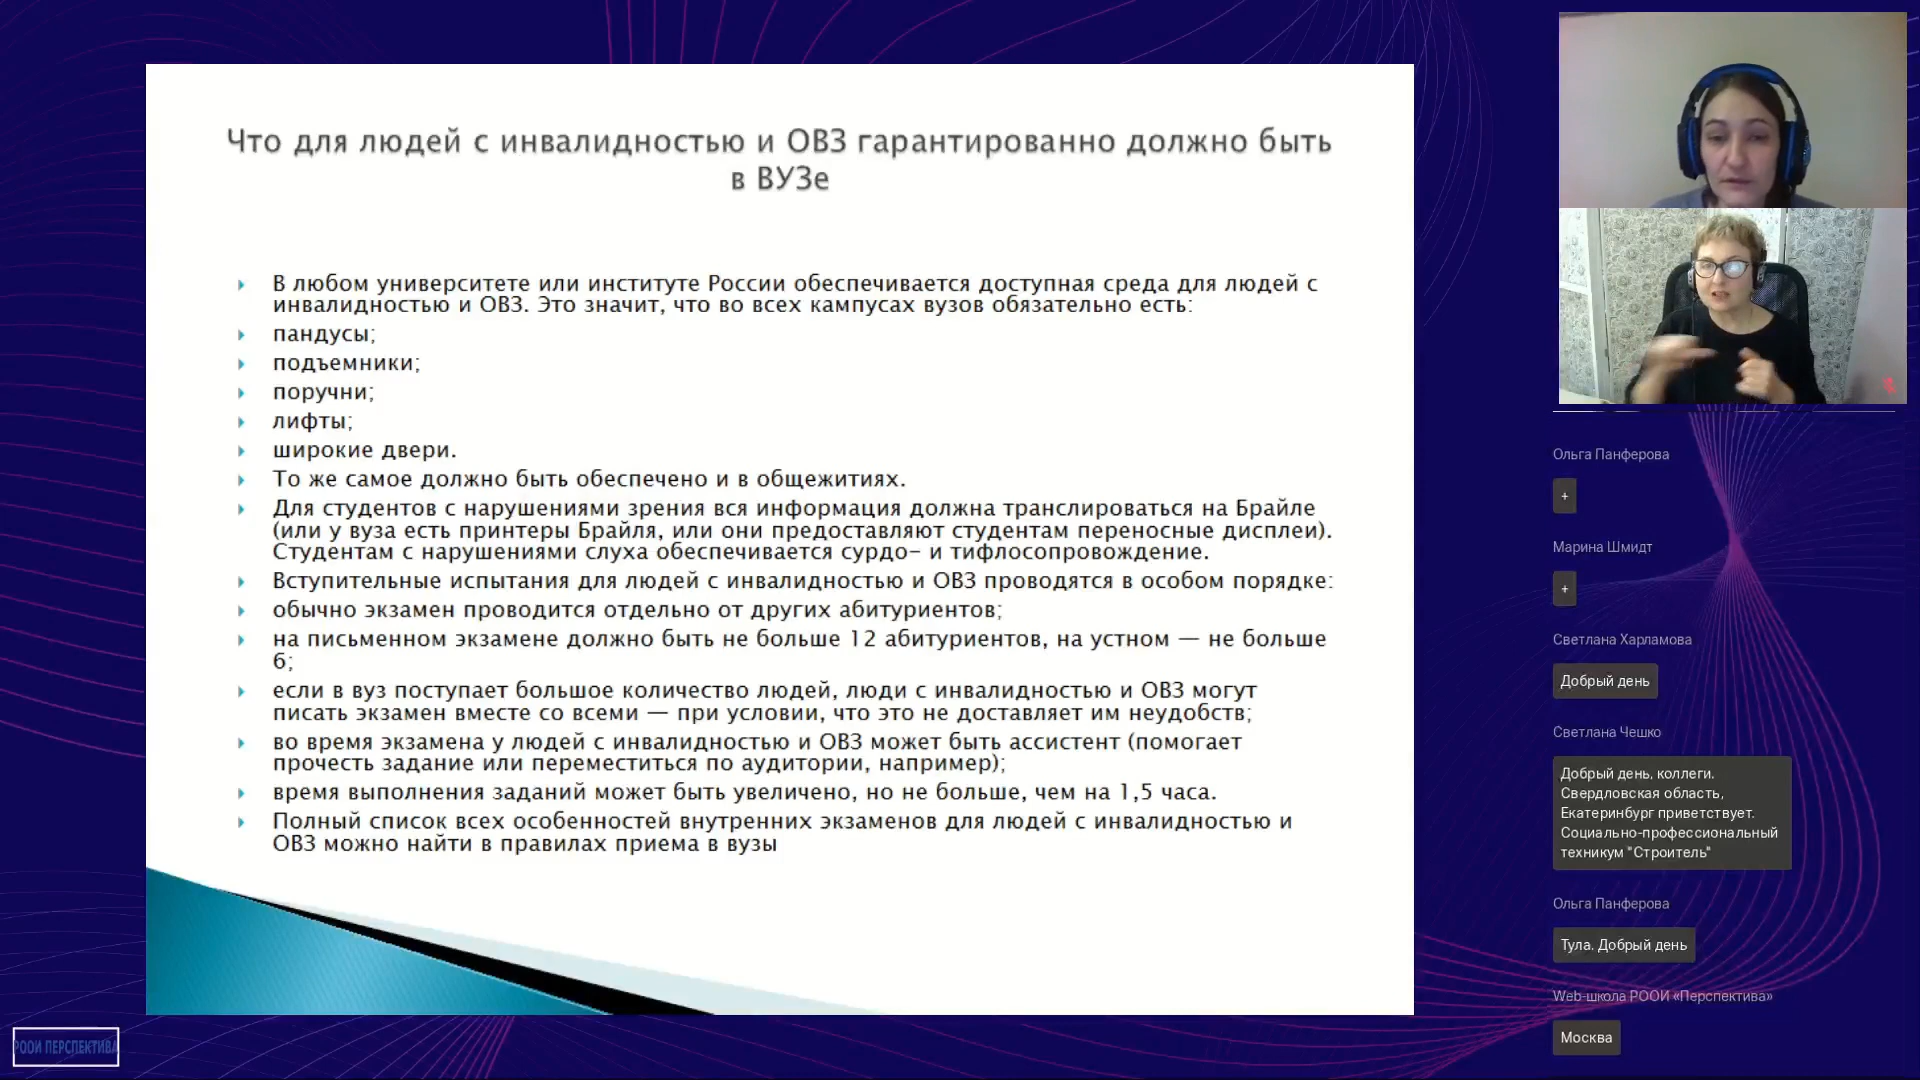 Что для людей с инвалидностью и ОВЗ гарантированно должно быть
в ВУЗе
В любом университете или институте России обеспечивается доступная среда для людей с
инвалидностью и ОВЗ. Это значит, что во всех кампусах вузов обязательно есть:
пандусы;
подъемники;
поручни;
лифты;
широкие двери.
То же самое должно быть обеспечено и в общежитиях.
Для студентов с нарушениями зрения вся информация должна транслироваться на Брайле
(или у вуза есть принтеры Брайля, или они предоставляют студентам переносные дисплеи).
Студентам с нарушениями слуха обеспечивается сурдо- и тифлосопровождение.
Вступительные испытания для людей с инвалидностью и ОВЗ проводятся в особом порядке:
обычно экзамен проводится отдельно от других абитуриентов;
на письменном экзамене должно быть не больше 12 абитуриентов, на устном — не больше
6;
если в вуз поступает большое количество людей, люди с инвалидностью и ОВЗ могут
писать экзамен вместе со всеми — при условии, что это не доставляет им неудобств;
во время экзамена у людей с инвалидностью и ОВЗ может быть ассистент (помогает
прочесть задание или переместиться по аудитории, например);
время выполнения заданий может быть увеличено, но не больше, чем на 1,5 часа.
Полный список всех особенностей внутренних экзаменов для людей с инвалидностью и
ОВЗ можно найти в правилах приема в вузы
РООИ ПЕРСПЕКТИВА
Ольга Панферова
+
Марина Шмидт
+
Светлана Харламова
Добрый день
Светлана Чешко
Добрый день, коллеги.
Свердловская область,
Екатеринбург приветствует.
Социально-профессиональный
техникум "Строитель"
Ольга Панферова
Тула. Добрый день
Web-школа РООИ «Перспектива»
Москва